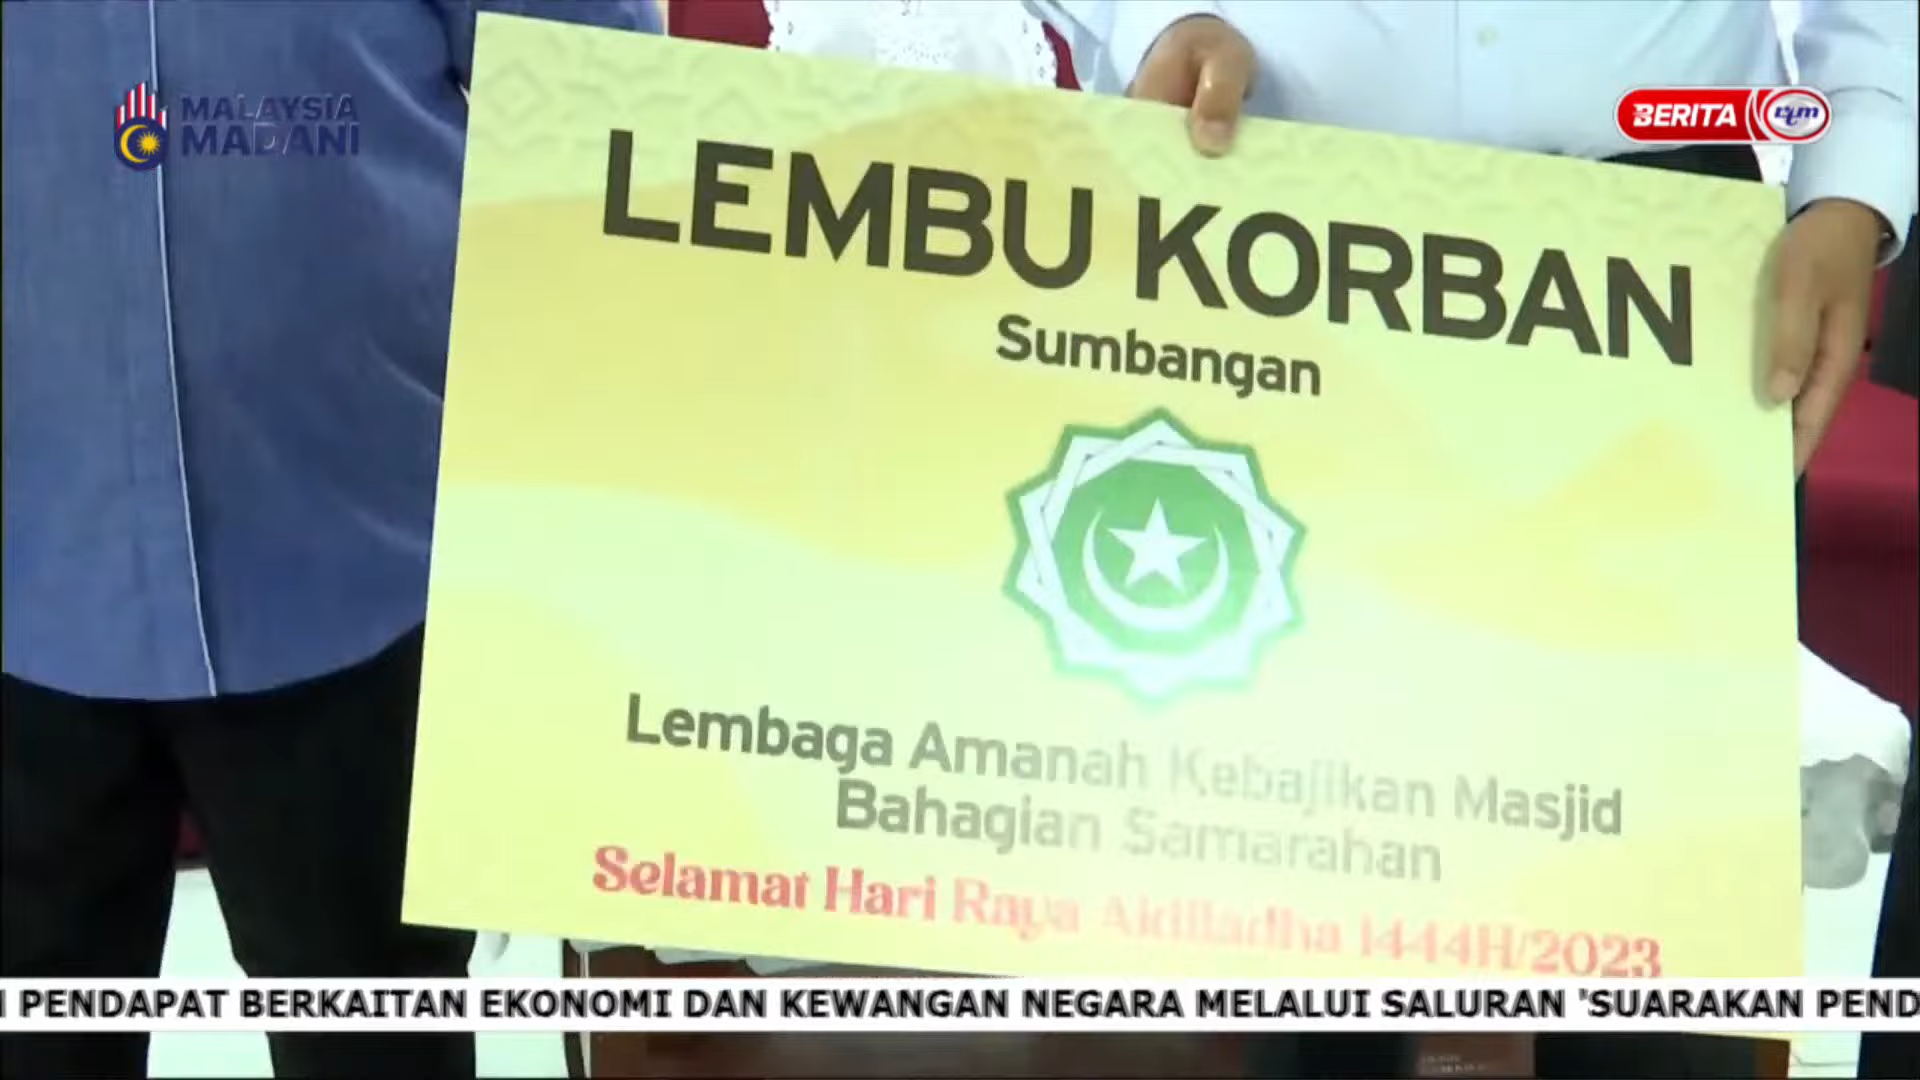 MALAYSIA
MADANI
BERITA rtm
LEMBU KORBAN
Sumbangan
Lembaga Amanah Kebajikan Masjid
Bahagian Samarahan
Selamat Hari Raya Aidiladha 1444H/2023
PENDAPAT BERKAITAN EKONOMI DAN KEWANGAN NEGARA MELALUI SALURAN 'SUARAKAN PEND